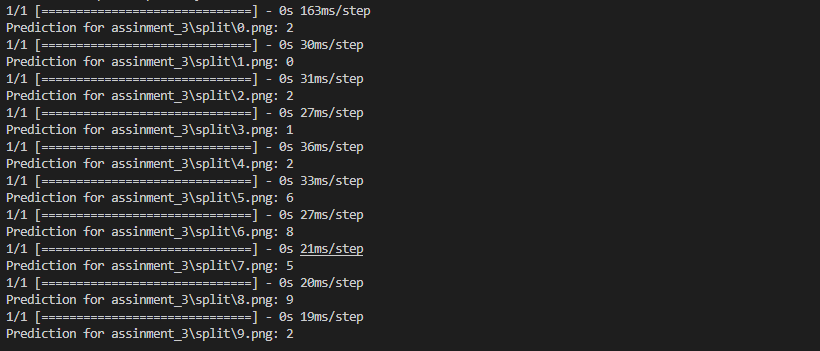 1/1 [==============================] - 0s 163ms/step
Prediction for assinment_3\split\0.png: 2
1/1 [==============================] - 0s 30ms/step
Prediction for assinment_3\split\1.png: 0
1/1 [==============================] - 0s 31ms/step
Prediction for assinment_3\split\2.png: 2
1/1 [==============================] - 0s 27ms/step
Prediction for assinment_3\split\3.png: 1
1/1 [==============================] - 0s 36ms/step
Prediction for assinment_3\split\4.png: 2
1/1 [==============================] - 0s 33ms/step
Prediction for assinment_3\split\5.png: 6
1/1 [==============================] - 0s 27ms/step
Prediction for assinment_3\split\6.png: 8
1/1 [==============================] - 0s 21ms/step
Prediction for assinment_3\split\7.png: 5
1/1 [==============================] - 0s 20ms/step
Prediction for assinment_3\split\8.png: 9
1/1 [==============================] - 0s 19ms/step
Prediction for assinment_3\split\9.png: 2